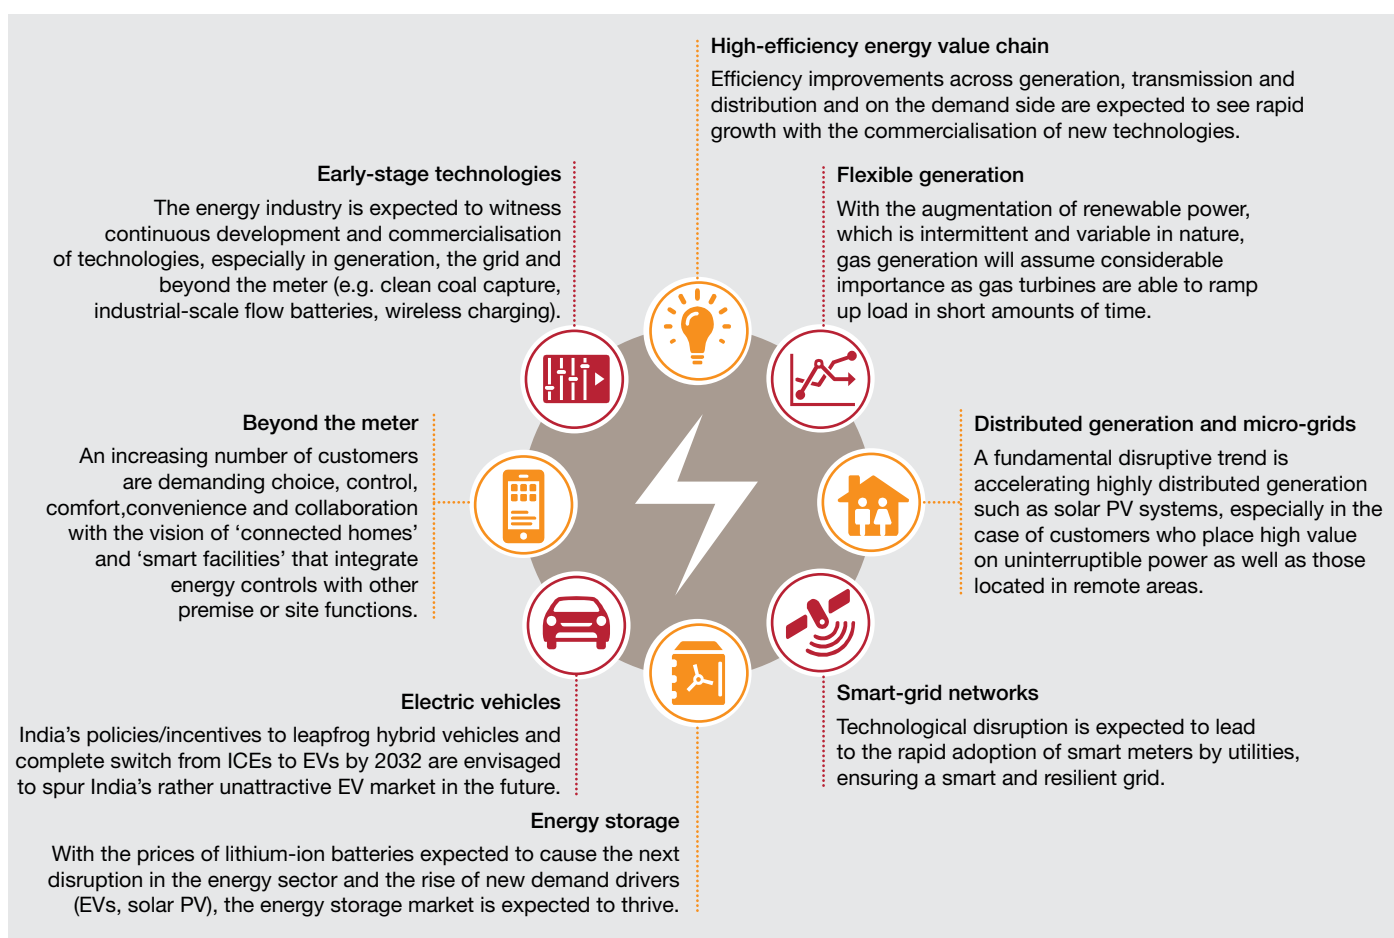 High-efficiency energy value chain
Efficiency improvements across generation, transmission and
distribution and on the demand side are expected to see rapid
growth with the commercialisation of new technologies.
Early-stage technologies
The energy industry is expected to witness
continuous development and commercialisation
of technologies, especially in generation, the grid and
beyond the meter (e.g. clean coal capture,
industrial-scale flow batteries, wireless charging).
Flexible generation
With the augmentation of renewable power,
which is intermittent and variable in nature,
gas generation will assume considerable
importance as gas turbines are able to ramp
up load in short amounts of time.
Beyond the meter
An increasing number of customers
are demanding choice, control,
comfort,convenience and collaboration
with the vision of ‘connected homes’
and ‘smart facilities’ that integrate
energy controls with other
premise or site functions.
Distributed generation and micro-grids
A fundamental disruptive trend is
accelerating highly distributed generation
such as solar PV systems, especially in the
case of customers who place high value
on uninterruptible power as well as those
located in remote areas.
Electric vehicles
India’s policies/incentives to leapfrog hybrid vehicles and
complete switch from ICEs to EVs by 2032 are envisaged
to spur India’s rather unattractive EV market in the future.
Smart-grid networks
Technological disruption is expected to lead
to the rapid adoption of smart meters by utilities,
ensuring a smart and resilient grid.
Energy storage
With the prices of lithium-ion batteries expected to cause the next
disruption in the energy sector and the rise of new demand drivers
(EVs, solar PV), the energy storage market is expected to thrive.